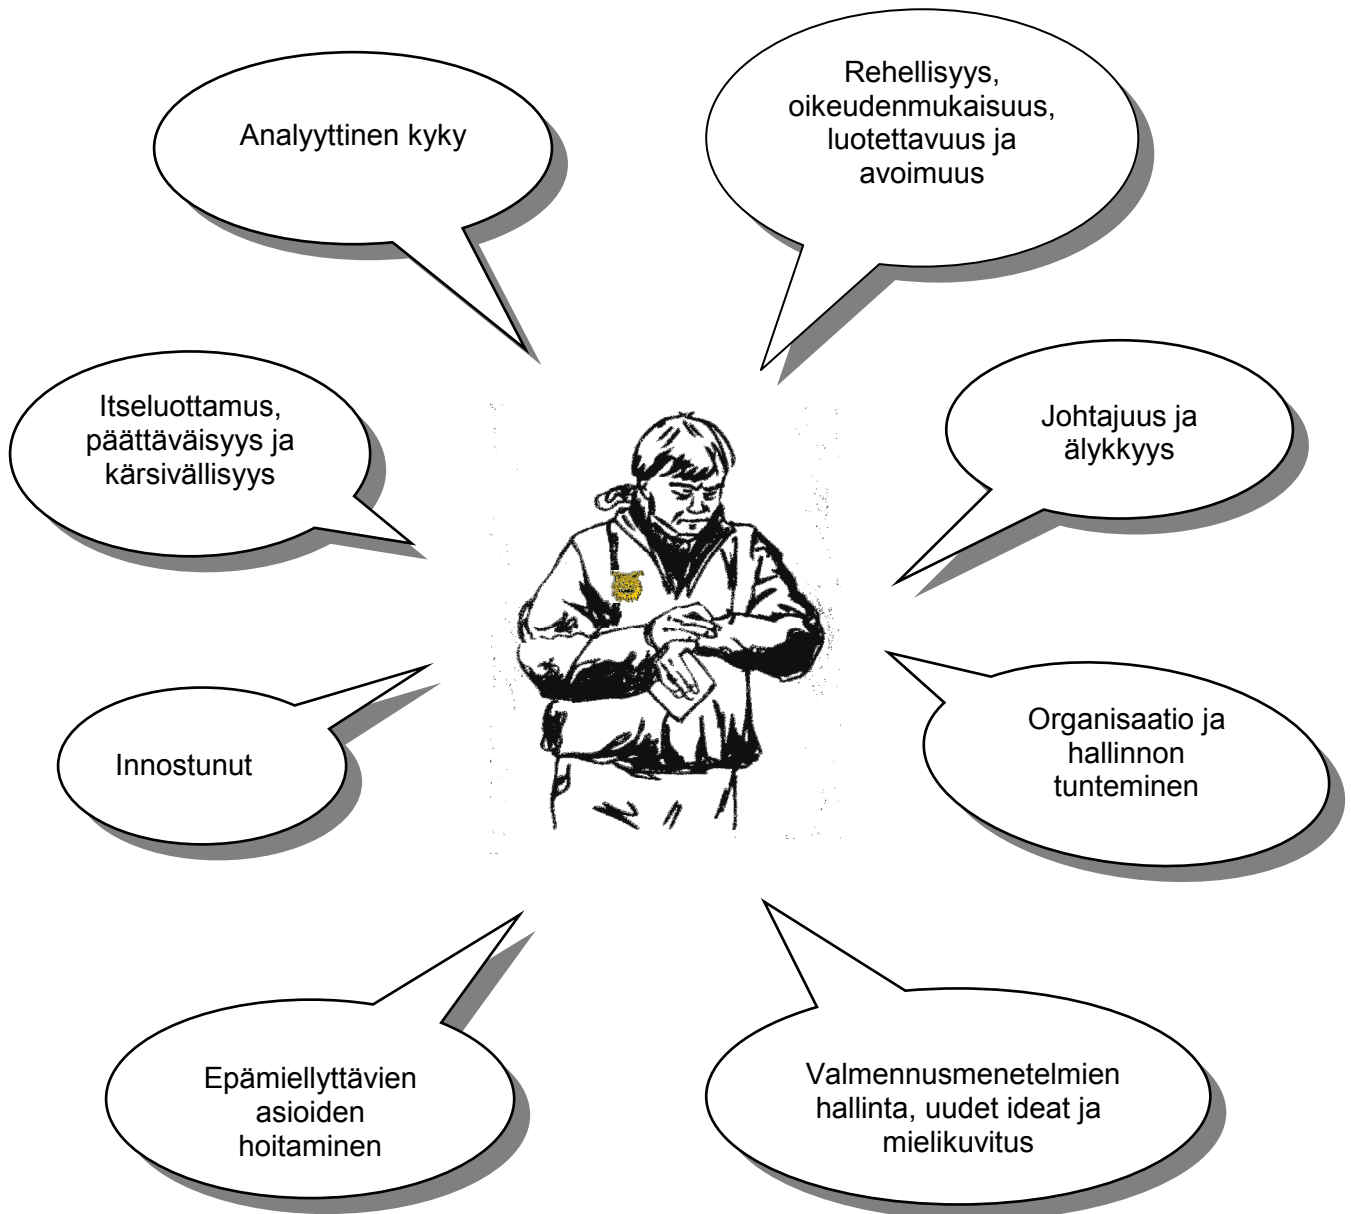 Analyyttinen kyky
Rehellisyys,
oikeudenmukaisuus,
luotettavuus ja
avoimuus
Itseluottamus,
päättäväisyys ja
kärsivällisyys
Johtajuus ja
älykkyys
Innostunut
Organisaatio ja
hallinnon
tunteminen
Epämiellyttävien
asioiden
hoitaminen
Valmennusmenetelmien
hallinta, uudet ideat ja
mielikuvitus